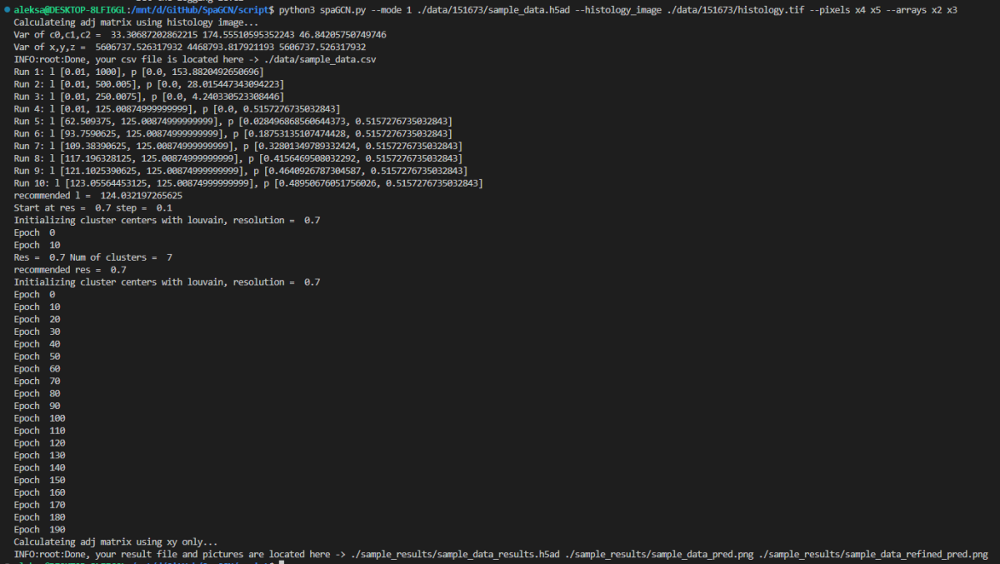 aleksa@DESKTOP-8LFI6GL:/mnt/d/GitHub/SpaGCN/script$ python3 spaGCN.py --mode 1 ./data/151673/sample_data.h5ad --histology_image ./data/151673/histology.tif --pixels x4 x5 --arrays x2 x3
Calculateing adj matrix using histology image...
Var of c0,c1,c2 =  33.30687202862215 174.55510595352243 46.84205750749746
Var of x,y,z =  5606737.526317932 4468793.817921193 5606737.526317932
INFO:root:Done, your csv file is located here -> ./data/sample_data.csv
Run 1: l [0.01, 1000], p [0.0, 153.8820492650696]
Run 2: l [0.01, 500.005], p [0.0, 28.015447343094223]
Run 3: l [0.01, 250.0075], p [0.0, 4.240330523308446]
Run 4: l [0.01, 125.00874999999999], p [0.0, 0.5157276735032843]
Run 5: l [62.509375, 125.00874999999999], p [0.028496868560644373, 0.5157276735032843]
Run 6: l [93.7590625, 125.00874999999999], p [0.18753135107474428, 0.5157276735032843]
Run 7: l [109.38390625, 125.00874999999999], p [0.32801349789332424, 0.5157276735032843]
Run 8: l [117.196328125, 125.00874999999999], p [0.4156469508032292, 0.5157276735032843]
Run 9: l [121.1025390625, 125.00874999999999], p [0.4640926787304587, 0.5157276735032843]
Run 10: l [123.05564453125, 125.00874999999999], p [0.48950676051756026, 0.5157276735032843]
recommended l =  124.032197265625
Start at res =  0.7 step =  0.1
Initializing cluster centers with louvain, resolution =  0.7
Epoch  0
Epoch  10
Res =  0.7 Num of clusters =  7
recommended res =  0.7
Initializing cluster centers with louvain, resolution =  0.7
Epoch  0
Epoch  10
Epoch  20
Epoch  30
Epoch  40
Epoch  50
Epoch  60
Epoch  70
Epoch  80
Epoch  90
Epoch  100
Epoch  110
Epoch  120
Epoch  130
Epoch  140
Epoch  150
Epoch  160
Epoch  170
Epoch  180
Epoch  190
Calculateing adj matrix using xy only...
INFO:root:Done, your result file and pictures are located here -> ./sample_results/sample_data_results.h5ad ./sample_results/sample_data_pred.png ./sample_results/sample_data_refined_pred.png